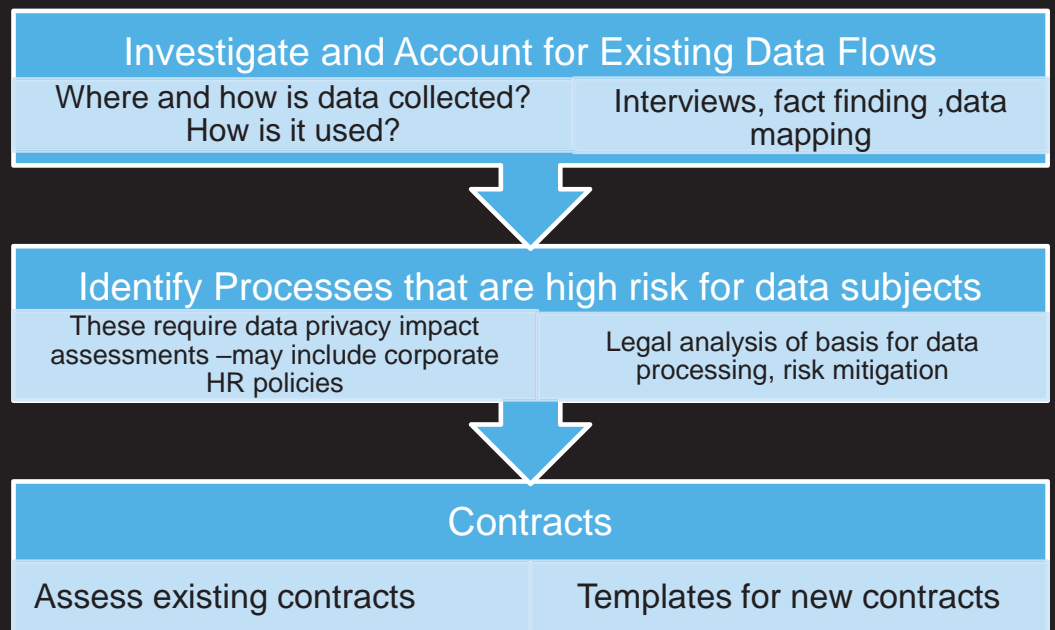 Investigate and Account for Existing Data Flows
Where and how is data collected?
How is it used?
Interviews, fact finding ,data
mapping
Identify Processes that are high risk for data subjects
These require data privacy impact
assessments –may include corporate
HR policies
Legal analysis of basis for data
processing, risk mitigation
Contracts
Assess existing contracts
Templates for new contracts